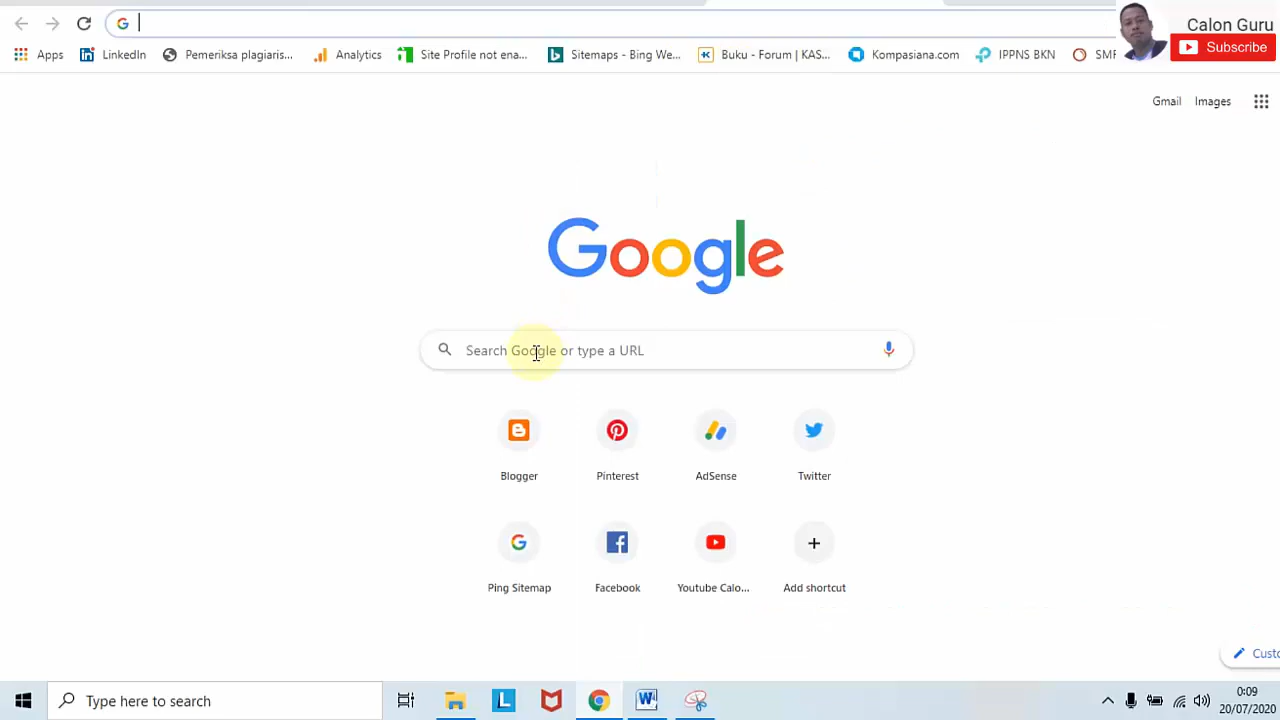 Calon Guru
Subscribe
Apps
LinkedIn
Pemeriksa plagiaris...
Analytics
Site Profile not ena...
Sitemaps - Bing We...
Buku - Forum | KAS...
Kompasiana.com
IPPNS BKN
SMP
Gmail
Images
Google
Search Google or type a URL
Blogger
Pinterest
AdSense
Twitter
Ping Sitemap
Facebook
Youtube Calo...
Add shortcut
Custo
Type here to search
0:09
20/07/2020